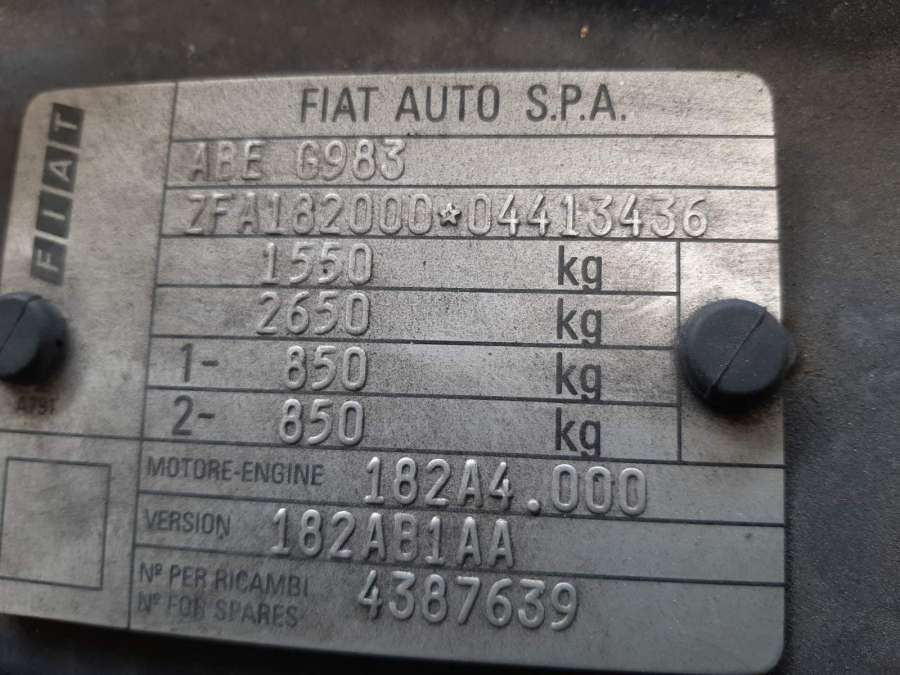 FIAT AUTO S.P.A.
FIAT
ABE G983
ZFA182000*04413436
1550 kg
2650 kg
1- 850 kg
2- 850 kg
A791
MOTORE-ENGINE 182A4.000
VERSION 182AB1AA
Nº PER RICAMBI
Nº FOR SPARES 4387639